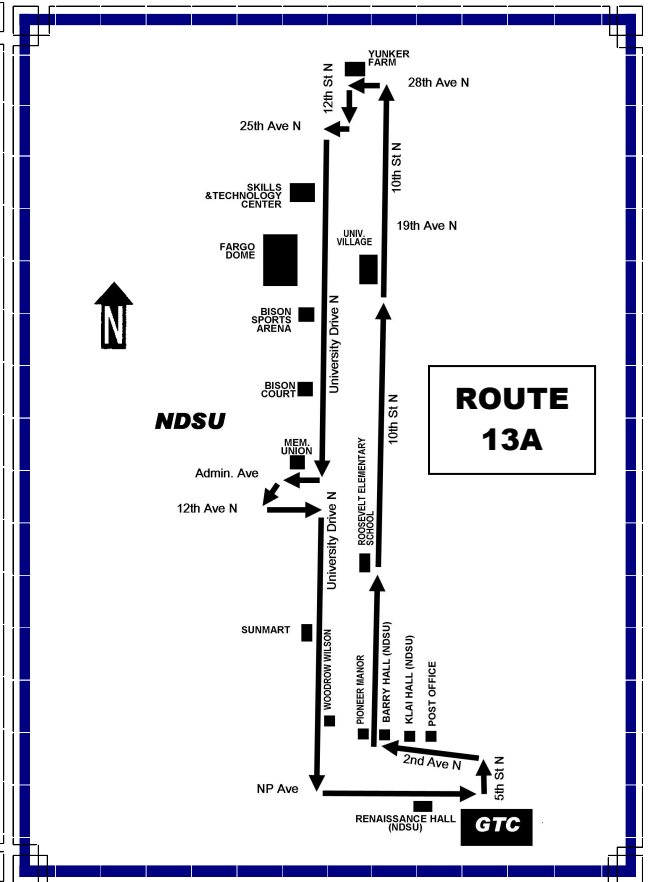 YUNKER
FARM
12th St N
28th Ave N
25th Ave N
10th St N
SKILLS
&TECHNOLOGY
CENTER
19th Ave N
UNIV.
VILLAGE
FARGO
DOME
N
BISON
SPORTS
ARENA
University Drive N
ROUTE
13A
BISON
COURT
10th St N
NDSU
MEM.
UNION
Admin. Ave
ROOSEVELT ELEMENTARY
SCHOOL
12th Ave N
University Drive N
SUNMART
WOODROW WILSON
PIONEER MANOR
BARRY HALL (NDSU)
KLAI HALL (NDSU)
POST OFFICE
2nd Ave N
5th St N
NP Ave
RENAISSANCE HALL
(NDSU)
GTC